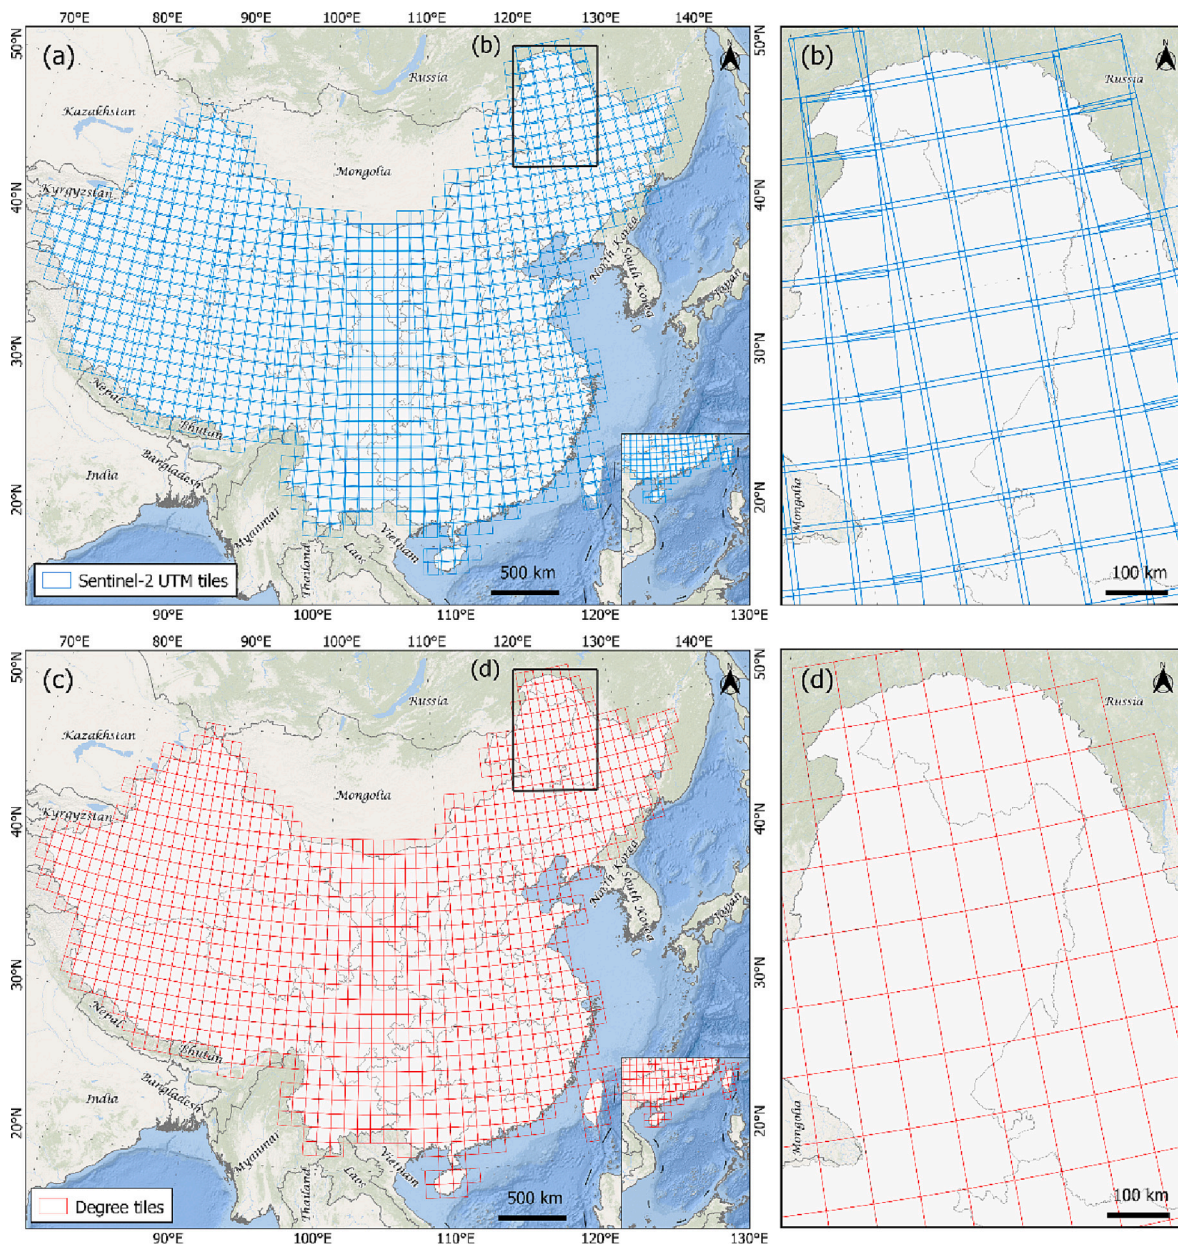 70°E 80°E 90°E 100°E 110°E 120°E 130°E 140°E
50°N
40°N
30°N
20°N
(a)
(b)
N
Russia
Kazakhstan
Mongolia
Kyrgyzstan
North Korea
South Korea
Japan
Nepal
Bhutan
India
Bangladesh
Myanmar
Thailand
Laos
Vietnam
Sentinel-2 UTM tiles
500 km
50°N
40°N
30°N
20°N
90°E 100°E 110°E 120°E 130°E
(b)
N
Russia
Mongolia
100 km
70°E 80°E 90°E 100°E 110°E 120°E 130°E 140°E
50°N
40°N
30°N
20°N
(c)
(d)
N
Russia
Kazakhstan
Mongolia
Kyrgyzstan
North Korea
South Korea
Japan
Nepal
Bhutan
India
Bangladesh
Myanmar
Thailand
Laos
Vietnam
Degree tiles
500 km
50°N
40°N
30°N
20°N
90°E 100°E 110°E 120°E 130°E
(d)
N
Russia
Mongolia
100 km